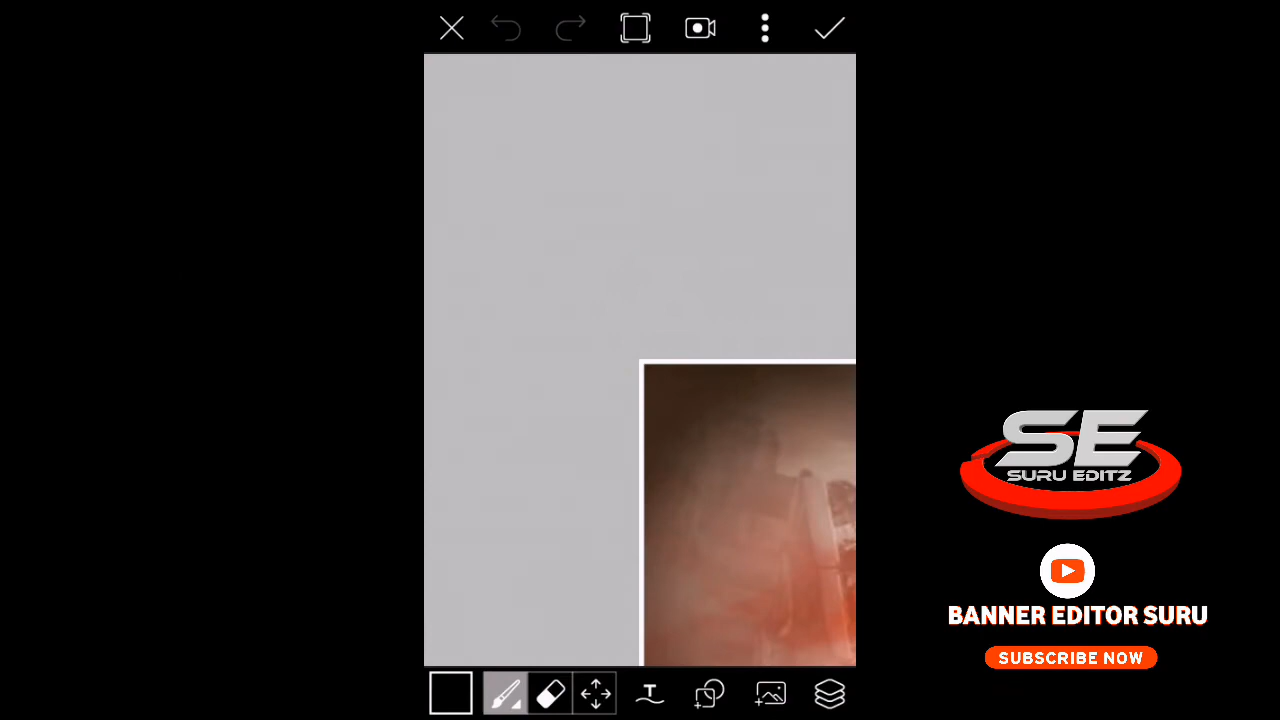 SE
SURU EDITZ
BANNER EDITOR SURU
SUBSCRIBE NOW
T